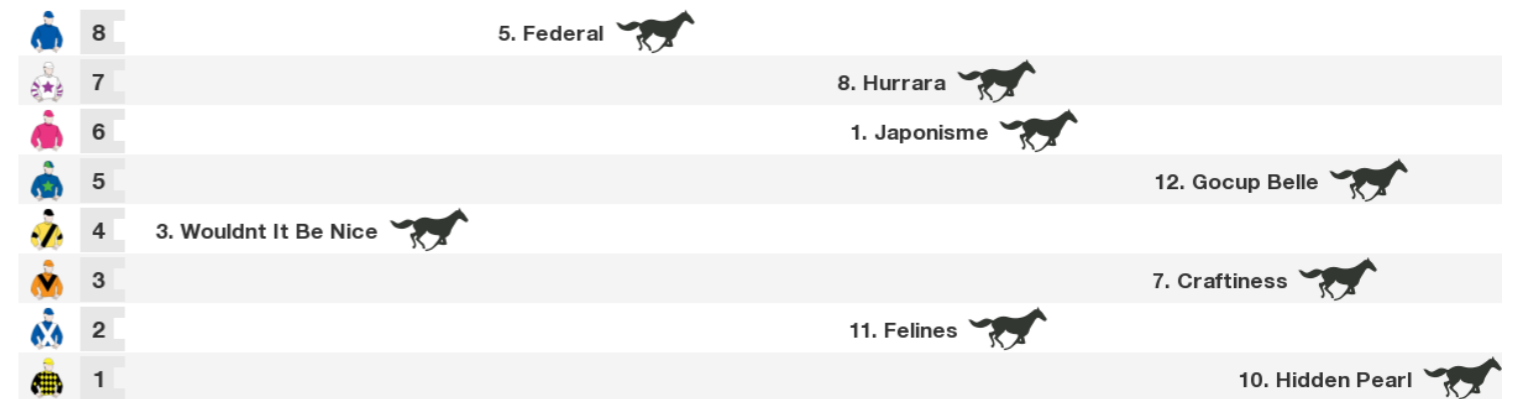 8 5. Federal
7 8. Hurrara
6 1. Japonisme
5 12. Gocup Belle
4 3. Wouldnt It Be Nice
3 7. Craftiness
2 11. Felines
1 10. Hidden Pearl